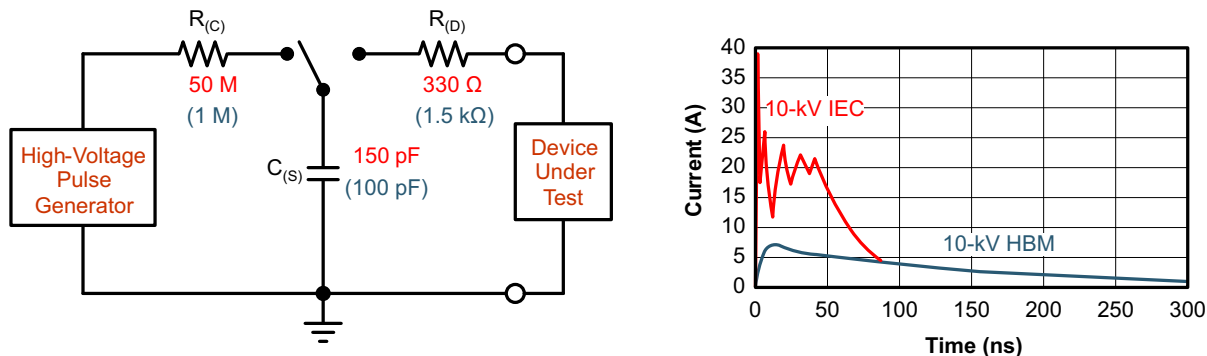 R(C)
50 M
(1 M)
R(D)
330 Ω
(1.5 kΩ)
High-Voltage
Pulse
Generator
C(S)
150 pF
(100 pF)
Device
Under
Test
Current (A)
40
35
30
25
20
15
10
5
0
10-kV IEC
10-kV HBM
0
50
100
150
200
250
300
Time (ns)